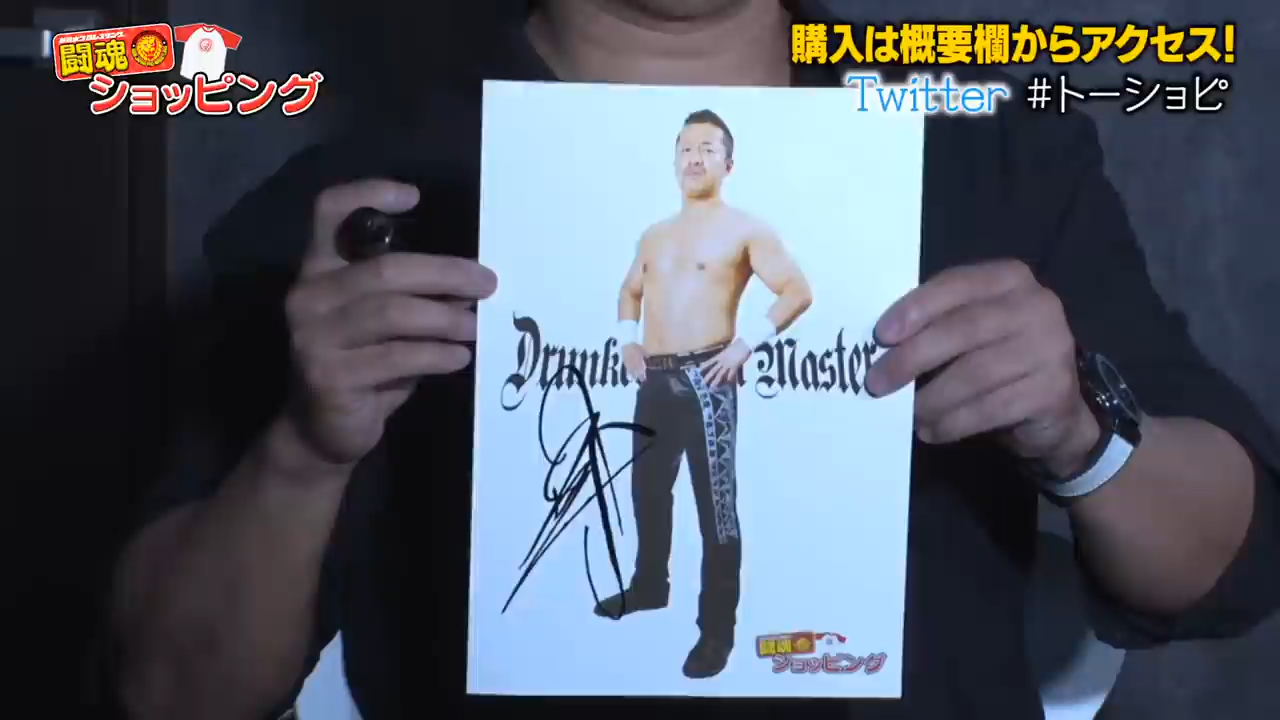 闘魂
ショッピング
購入は概要欄からアクセス!
Twitter #トーショピ
Master
闘魂
ショッピング